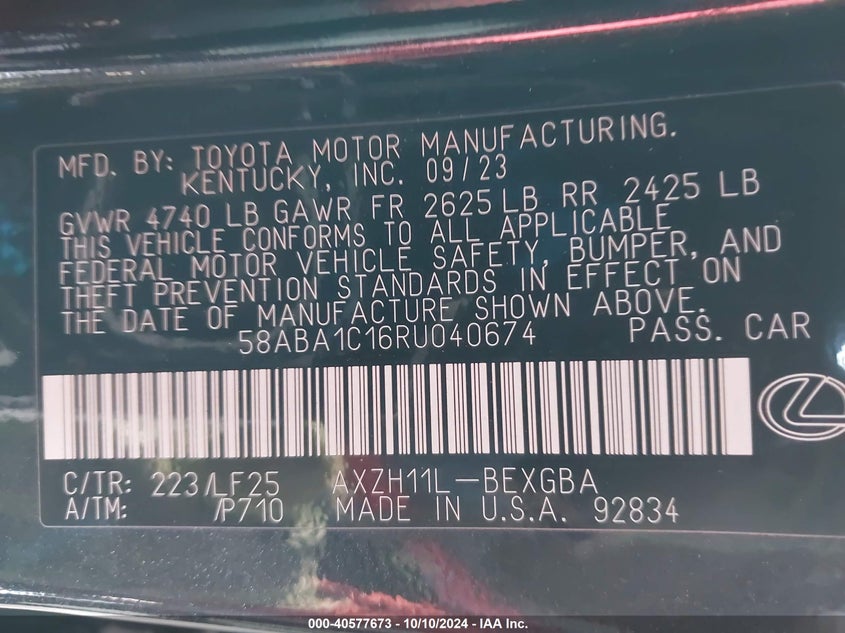 MFD. BY: TOYOTA MOTOR MANUFACTURING.
KENTUCKY, INC. 09/23
GVWR 4740 LB GAWR FR 2625 LB RR 2425 LB
THIS VEHICLE CONFORMS TO ALL APPLICABLE
FEDERAL MOTOR VEHICLE SAFETY, BUMPER, AND
THEFT PREVENTION STANDARDS IN EFFECT ON
THE DATE OF MANUFACTURE SHOWN ABOVE.
58ABA1C16RU040674 PASS. CAR
C/TR: 223/LF25 AXZH11L-BEXGBA
A/TM: /P710 MADE IN U.S.A. 92834
000-40577673 - 10/10/2024 - IAA Inc.